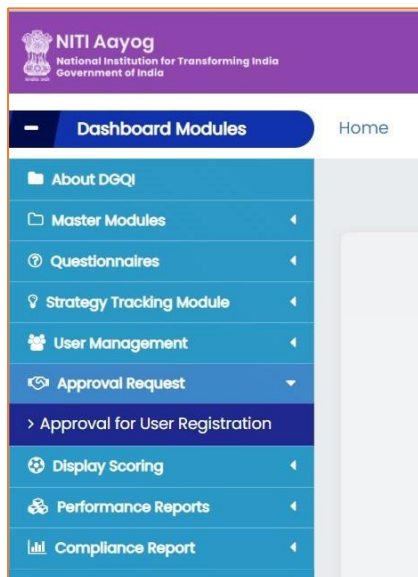 NITI Aayog
National Institution for Transforming India
Government of India
Dashboard Modules
Home
About DGQI
Master Modules
Questionnaires
Strategy Tracking Module
User Management
Approval Request
> Approval for User Registration
Display Scoring
Performance Reports
Compliance Report